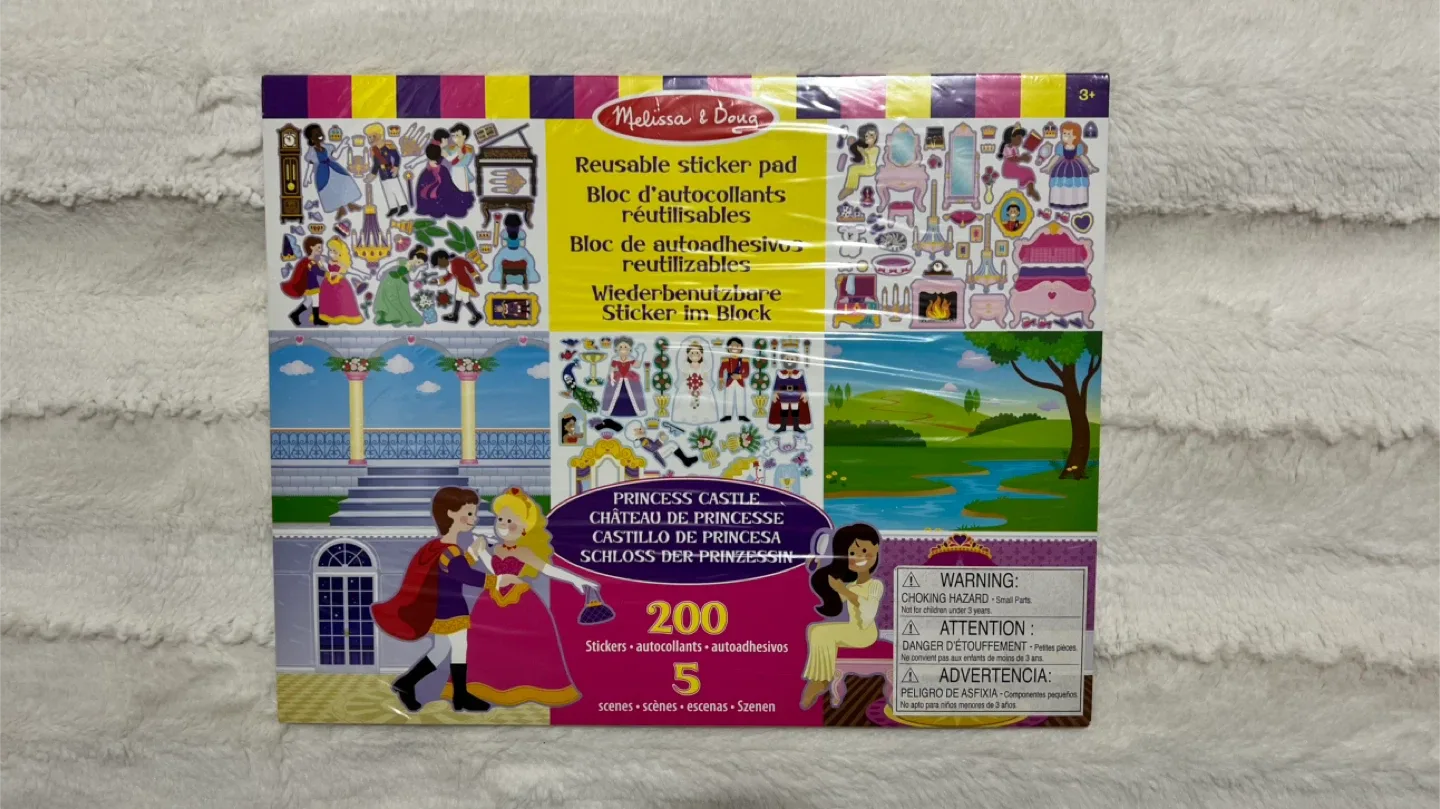 3+
Melissa & Doug
Reusable sticker pad
Bloc d'autocollants
réutilisables
Bloc de autoadhesivos
reutilizables
Wiederbenutzbare
Sticker im Block
PRINCESS CASTLE
CHÂTEAU DE PRINCESSE
CASTILLO DE PRINCESA
SCHLOSS DER PRINZESSIN
200
Stickers • autocollants • autoadhesivos
5
scenes • scènes • escenas • Szenen
WARNING:
CHOKING HAZARD - Small Parts.
Not for children under 3 years.
ATTENTION :
DANGER D'ÉTOUFFEMENT - Petites pièces.
Ne convient pas aux enfants de moins de 3 ans.
ADVERTENCIA:
PELIGRO DE ASFIXIA - Componentes pequeños
No apto para niños menores de 3 años.